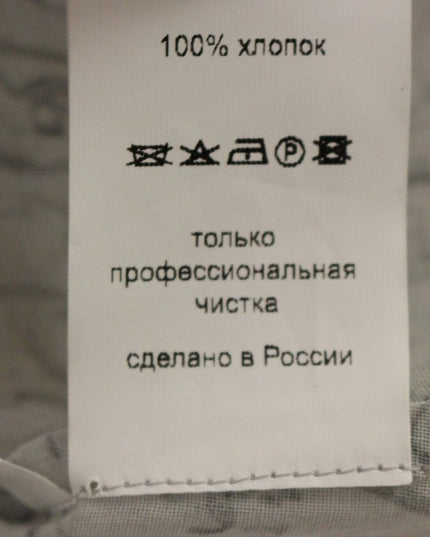 100% хлопок
P
только
профессиональная
чистка
сделано в России